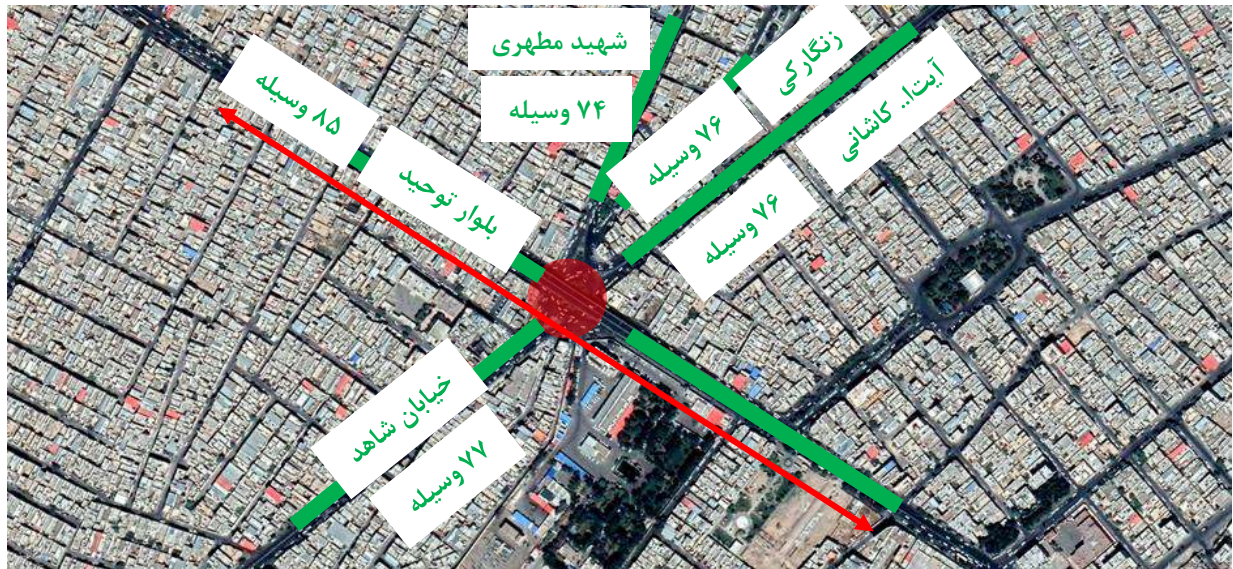 شهید مطهری
۷۴ وسیله
زنگارکی
۷۶ وسیله
آیت‌ا.. کاشانی
۷۶ وسیله
۸۵ وسیله
بلوار توحید
خیابان شاهد
۷۷ وسیله